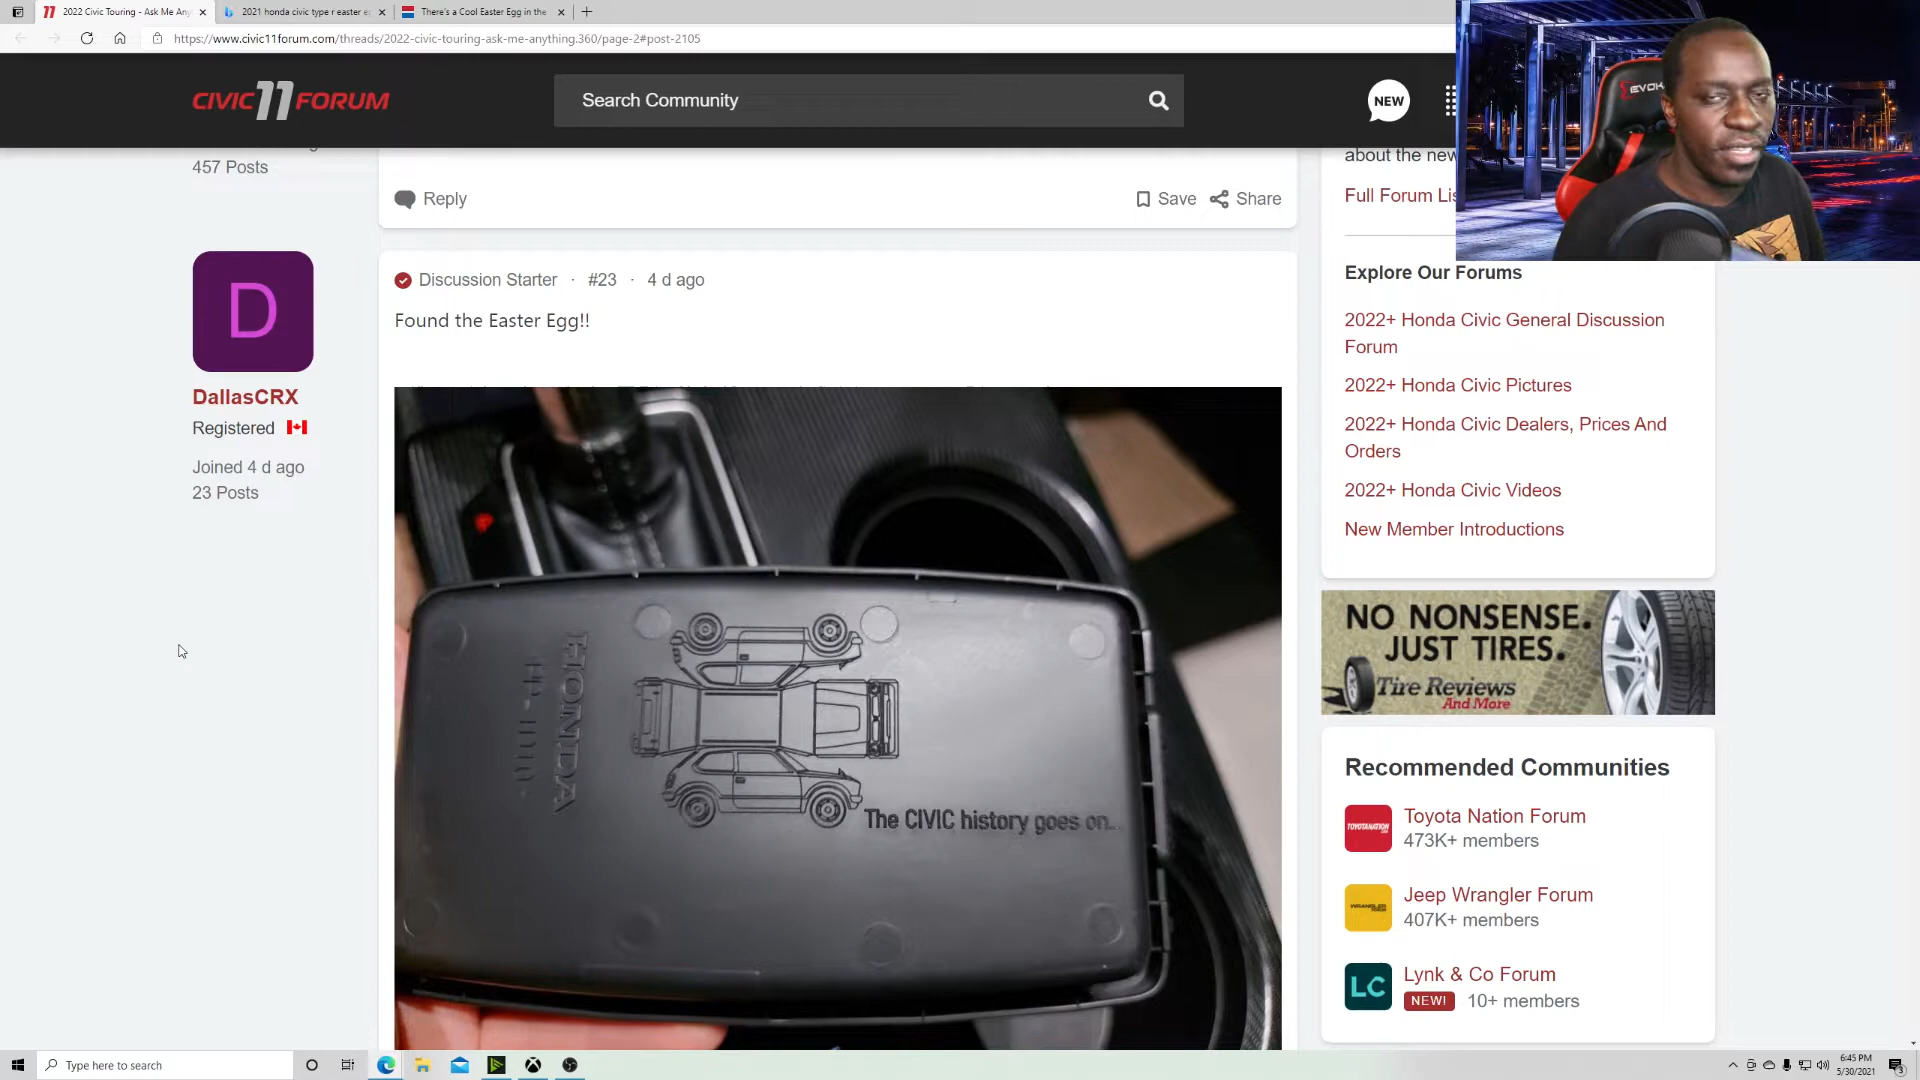 2022 Civic Touring - Ask Me Any
2021 honda civic type r easter e
There's a Cool Easter Egg in the
https://www.civic11forum.com/threads/2022-civic-touring-ask-me-anything.360/page-2#post-2105
CIVIC 11 FORUM
Search Community
NEW
EVOK
457 Posts
about the new
Reply
Save
Share
Full Forum Lis
D
Discussion Starter · #23 · 4 d ago
Found the Easter Egg!!
DallasCRX
Registered
Joined 4 d ago
23 Posts
HONDA
The CIVIC history goes on...
Explore Our Forums
2022+ Honda Civic General Discussion
Forum
2022+ Honda Civic Pictures
2022+ Honda Civic Dealers, Prices And
Orders
2022+ Honda Civic Videos
New Member Introductions
NO NONSENSE.
JUST TIRES.
Tire Reviews
And More
Recommended Communities
TOYOTANATION
Toyota Nation Forum
473K+ members
WRANGLER
Jeep Wrangler Forum
407K+ members
LC
Lynk & Co Forum
NEW! 10+ members
Type here to search
6:45 PM
5/30/2021
3